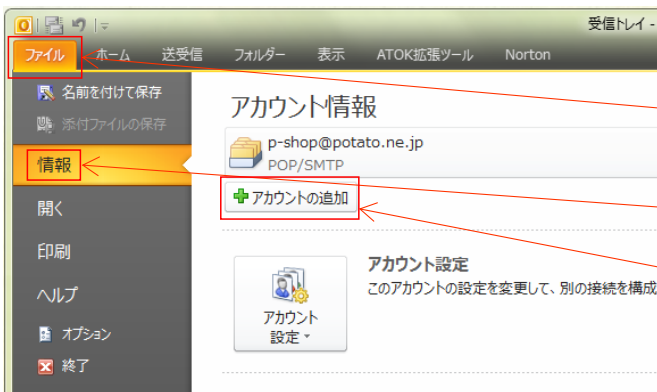 受信トレイ -
ファイル ホーム 送受信 フォルダー 表示 ATOK拡張ツール Norton
名前を付けて保存
添付ファイルの保存
情報
開く
印刷
ヘルプ
オプション
終了
アカウント情報
p-shop@potato.ne.jp
POP/SMTP
アカウントの追加
アカウント
設定
アカウント設定
このアカウントの設定を変更して、別の接続を構成